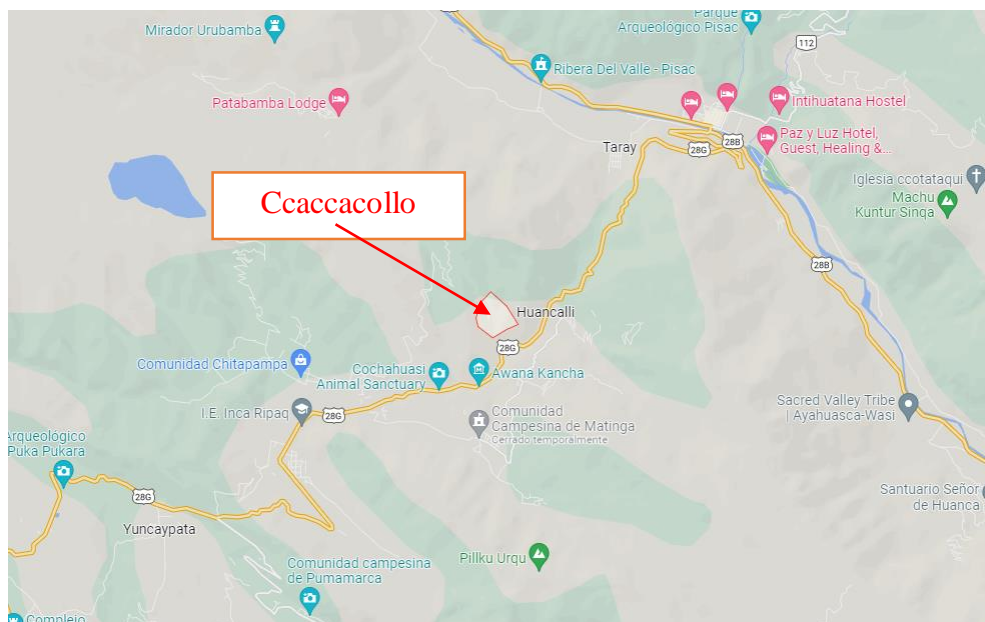 Parque
Arqueológico Pisac
Mirador Urubamba
112
Ribera Del Valle - Pisac
Patabamba Lodge
Intihuatana Hostel
28B
28G
Paz y Luz Hotel,
Guest, Healing &...
Taray
Iglesia ccotataqui
Machu
Kuntur Sinqa
Ccaccacollo
28B
Huancalli
28G
Comunidad Chitapampa
Cochahuasi
Animal Sanctuary
Awana Kancha
I.E. Inca Ripaq
28G
Comunidad
Campesina de Matinga
Cerrado temporalmente
Sacred Valley Tribe
| Ayahuasca-Wasi
Arqueológico
Puka Pukara
28G
Yuncaypata
Santuario Señor
de Huanca
Comunidad campesina
de Pumamarca
Pillku Urqu
Complejo